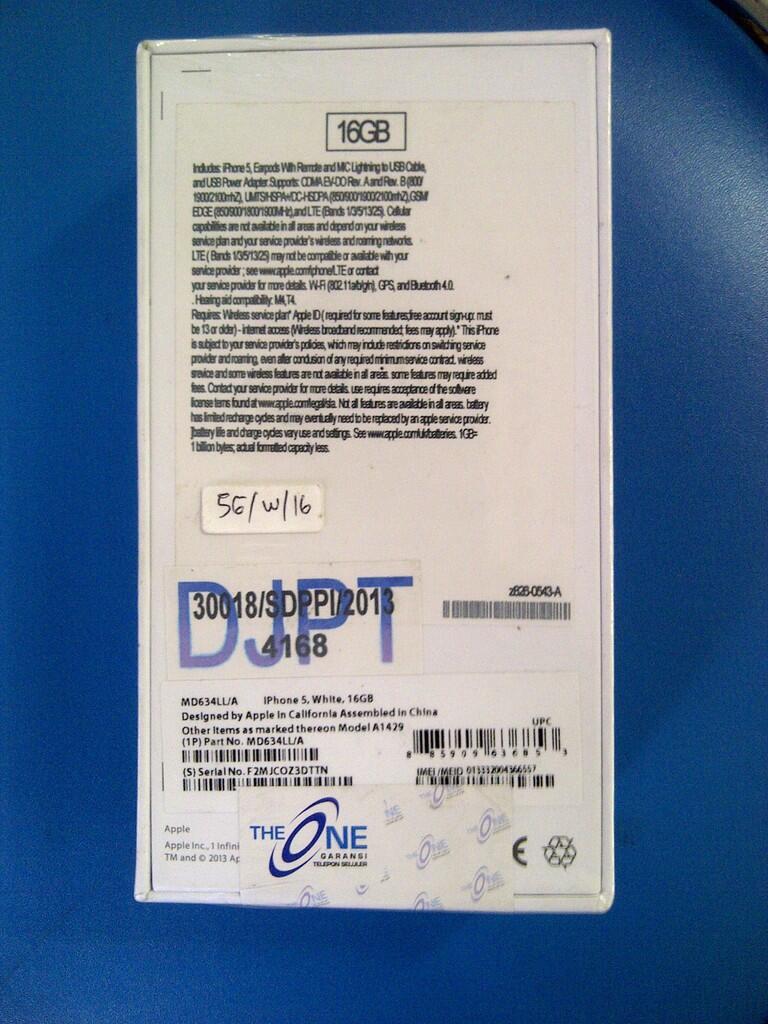 16GB
Includes: iPhone 5, Earpods With Remote and MIC Lightning to USB Cable,
and USB Power Adapter.Supports: CDMA EV-DO Rev. A and Rev. B (800/
1900/2100mhZ), UMTS/HSPA+/DC-HSDPA (850/900/1900/2100mhZ),GSM/
EDGE (850/900/1800/1900MHz),and LTE (Bands 1/3/5/13/25). Cellular
capabilities are not available in all areas and depend on your wireless
service plan and your service provider's wireless and roaming networks.
LTE ( Bands 1/3/5/13/25) may not be compatible or available with your
service provider ; see www.apple.com/iphone/LTE or contact
your service provider for more details. Wi-Fi (802.11a/b/g/n), GPS, and Bluetooth 4.0.
. Hearing aid compatibility: M4,T4.
Requires: Wireless service plan* Apple ID ( required for some features;free account sign-up: must
be 13 or older) - internet access (Wireless broadband recommended; fees may apply).* This iPhone
is subject to your service provider's policies, which may include restrictions on switching service
provider and roaming, even after conclusion of any required minimum service contract. wireless
srevice and some wireless features are not available in all areas. some features may require added
fees. Contact your service provider for more details. use requires acceptance of the software
license tems found at www.apple.com/legal/sla. Not all features are available in all areas. battery
has limited recharge cycles and may eventually need to be replaced by an apple service provider.
]battery life and charge cycles vary use and settings. See www.apple.com/uk/batteries. 1GB=
1 billion bytes; actual formatted capacity less.
5G/W/16
DJPT
30018/SDPPI/2013
4168
z626-0543-A
MD634LL/A iPhone 5, White, 16GB
Designed by Apple in California Assembled in China
Other Items as marked thereon Model A1429
(1P) Part No. MD634LL/A
UPC
8 85909 63685 3
(S) Serial No. F2MJCOZ3DTTN
IMEI/MEID 013332004366557
Apple
Apple Inc., 1 Infini
TM and © 2013 Ap
THE ONE
GARANSI
TELEPON SELULER
CE